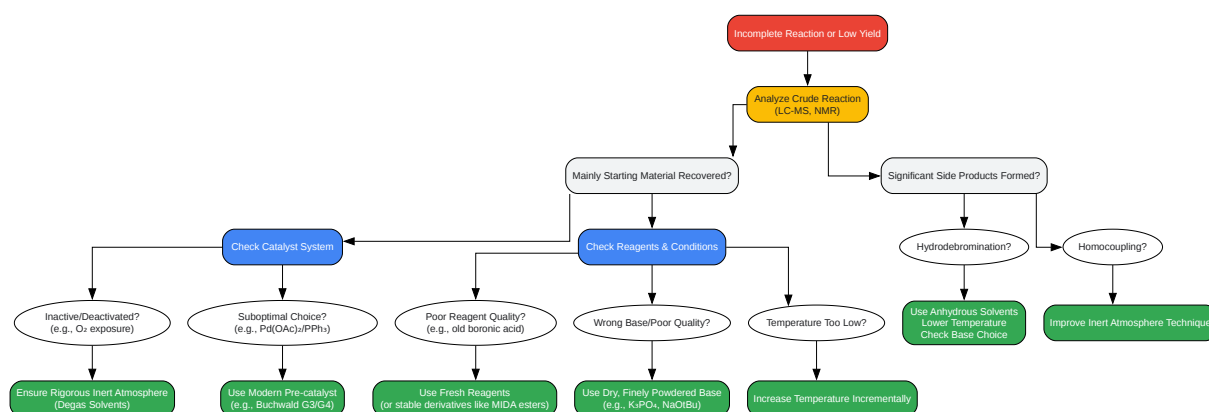 Incomplete Reaction or Low Yield
Analyze Crude Reaction
(LC-MS, NMR)
Mainly Starting Material Recovered?
Significant Side Products Formed?
Check Catalyst System
Check Reagents & Conditions
Hydrodebromination?
Homocoupling?
Inactive/Deactivated?
(e.g., O₂ exposure)
Suboptimal Choice?
(e.g., Pd(OAc)₂/PPh₃)
Poor Reagent Quality?
(e.g., old boronic acid)
Wrong Base/Poor Quality?
Temperature Too Low?
Use Anhydrous Solvents
Lower Temperature
Check Base Choice
Improve Inert Atmosphere Technique
Ensure Rigorous Inert Atmosphere
(Degas Solvents)
Use Modern Pre-catalyst
(e.g., Buchwald G3/G4)
Use Fresh Reagents
(or stable derivatives like MIDA esters)
Use Dry, Finely Powdered Base
(e.g., K₃PO₄, NaOtBu)
Increase Temperature Incrementally